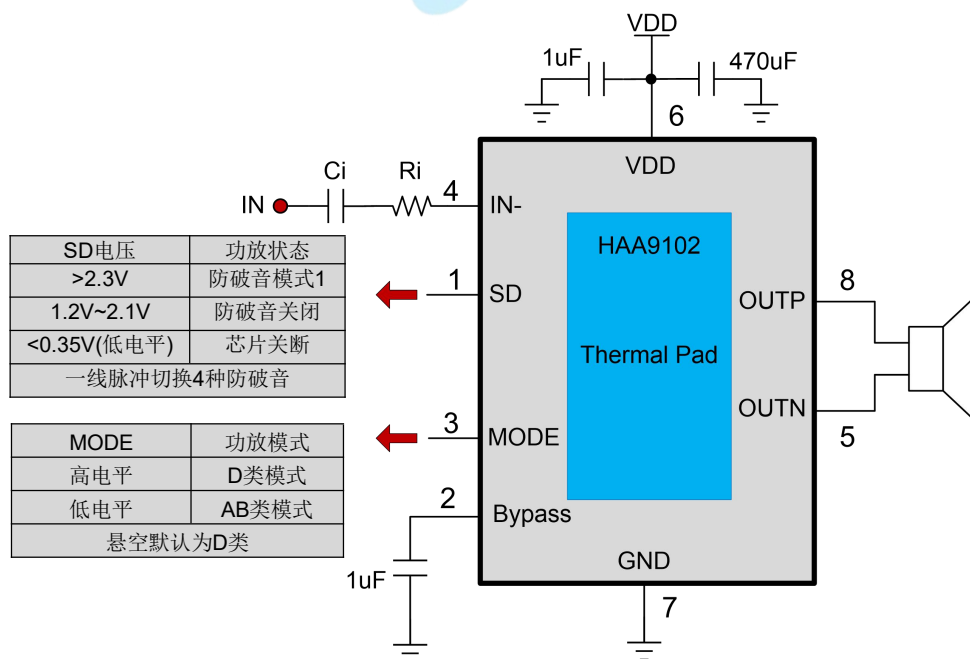 VDD
1uF
470uF
6
VDD
Ci
Ri
4
IN
IN-
HAA9102
SD电压 功放状态
>2.3V 防破音模式1
1.2V~2.1V 防破音关闭
<0.35V(低电平) 芯片关断
一线脉冲切换4种防破音
1
SD
8
OUTP
Thermal Pad
OUTN
5
3
MODE
MODE 功放模式
高电平 D类模式
低电平 AB类模式
悬空默认为D类
2
Bypass
1uF
GND
7